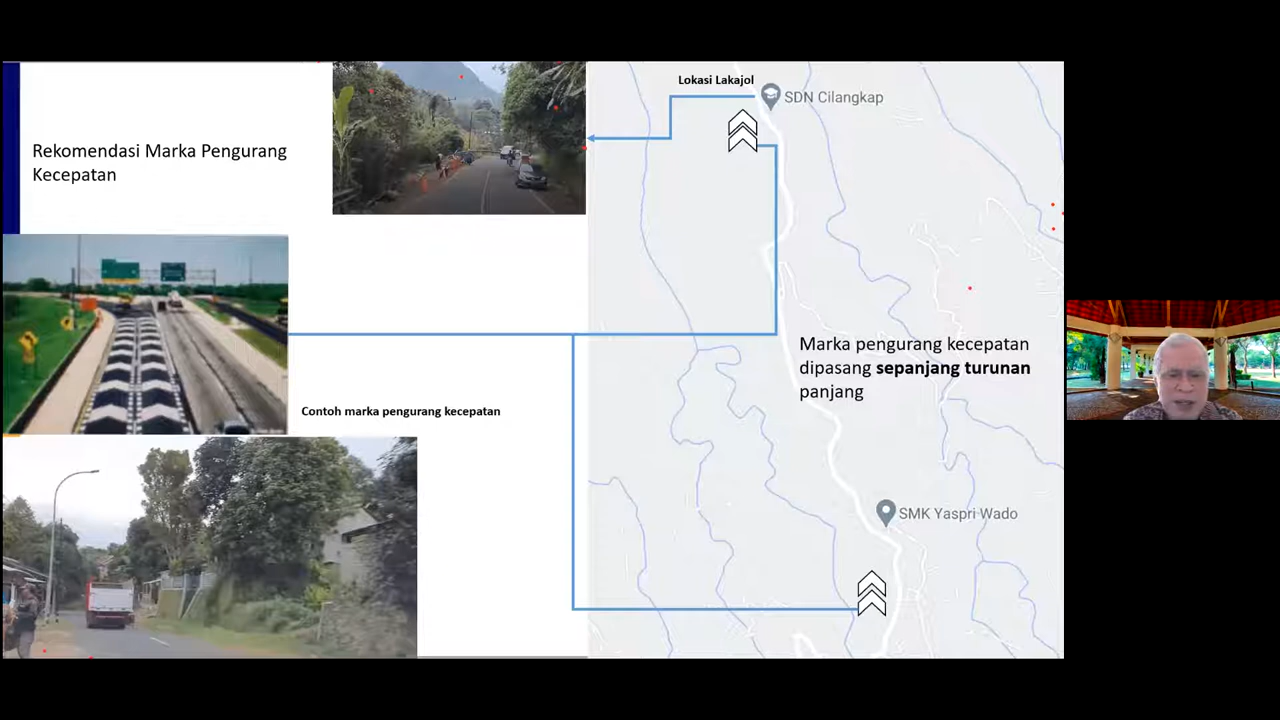 Rekomendasi Marka Pengurang
Kecepatan
Lokasi Lakajol
SDN Cilangkap
Marka pengurang kecepatan
dipasang sepanjang turunan
panjang
Contoh marka pengurang kecepatan
SMK Yaspri Wado